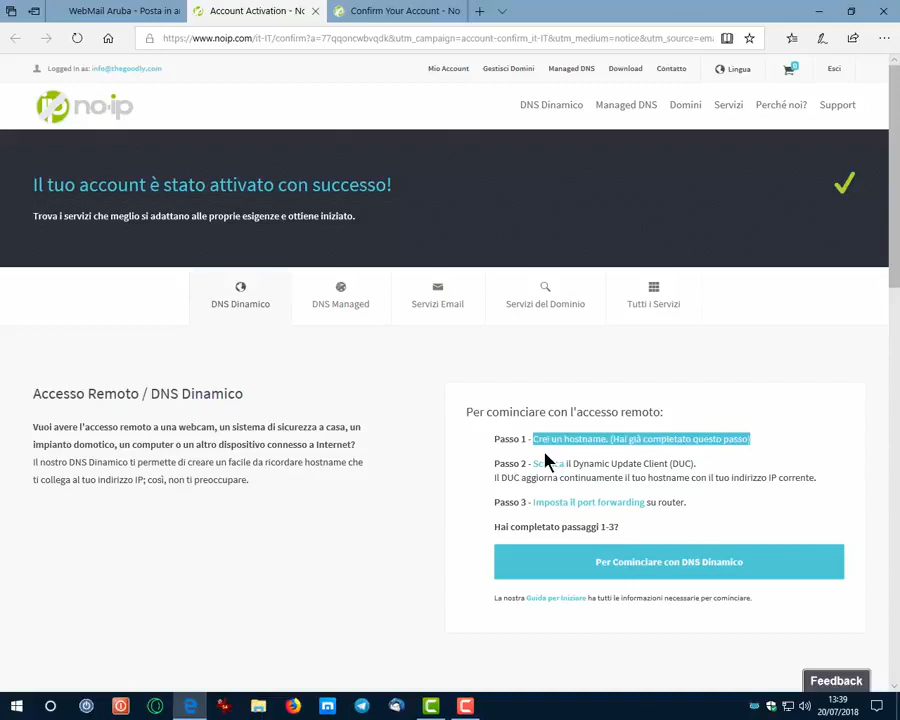 WebMail Aruba - Posta in ar
Account Activation - No
Confirm Your Account - No
https://www.noip.com/it-IT/confirm?a=77qqoncwbvqdk&utm_campaign=account-confirm_it-IT&utm_medium=notice&utm_source=ema
Logged in as: info@thegoodly.com
Mio Account
Gestisci Domini
Managed DNS
Download
Contatto
Lingua
0
Esci
no-ip
DNS Dinamico
Managed DNS
Domini
Servizi
Perché noi?
Support
Il tuo account è stato attivato con successo!
Trova i servizi che meglio si adattano alle proprie esigenze e ottiene iniziato.
DNS Dinamico
DNS Managed
Servizi Email
Servizi del Dominio
Tutti i Servizi
Accesso Remoto / DNS Dinamico
Vuoi avere l'accesso remoto a una webcam, un sistema di sicurezza a casa, un
impianto domotico, un computer o un altro dispositivo connesso a Internet?
Il nostro DNS Dinamico ti permette di creare un facile da ricordare hostname che
ti collega al tuo indirizzo IP; così, non ti preoccupare.
Per cominciare con l'accesso remoto:
Passo 1 - Crei un hostname. (Hai già completato questo passo)
Passo 2 - Scarica il Dynamic Update Client (DUC).
Il DUC aggiorna continuamente il tuo hostname con il tuo indirizzo IP corrente.
Passo 3 - Imposta il port forwarding su router.
Hai completato passaggi 1-3?
Per Cominciare con DNS Dinamico
La nostra Guida per Iniziare ha tutti le informazioni necessarie per cominciare.
Feedback
13:39
20/07/2018